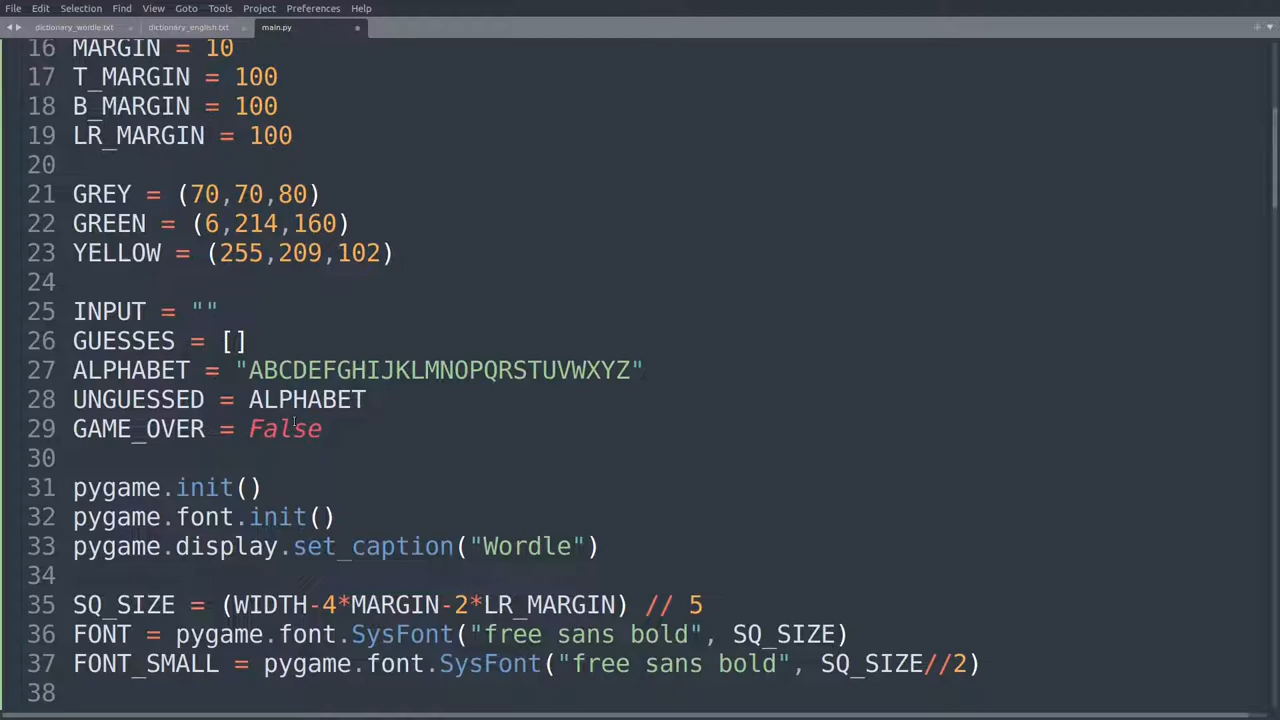 File Edit Selection Find View Goto Tools Project Preferences Help
dictionary_wordle.txt dictionary_english.txt main.py
16 MARGIN = 10
17 T_MARGIN = 100
18 B_MARGIN = 100
19 LR_MARGIN = 100
20
21 GREY = (70,70,80)
22 GREEN = (6,214,160)
23 YELLOW = (255,209,102)
24
25 INPUT = ""
26 GUESSES = []
27 ALPHABET = "ABCDEFGHIJKLMNOPQRSTUVWXYZ"
28 UNGUESSED = ALPHABET
29 GAME_OVER = False
30
31 pygame.init()
32 pygame.font.init()
33 pygame.display.set_caption("Wordle")
34
35 SQ_SIZE = (WIDTH-4*MARGIN-2*LR_MARGIN) // 5
36 FONT = pygame.font.SysFont("free sans bold", SQ_SIZE)
37 FONT_SMALL = pygame.font.SysFont("free sans bold", SQ_SIZE//2)
38